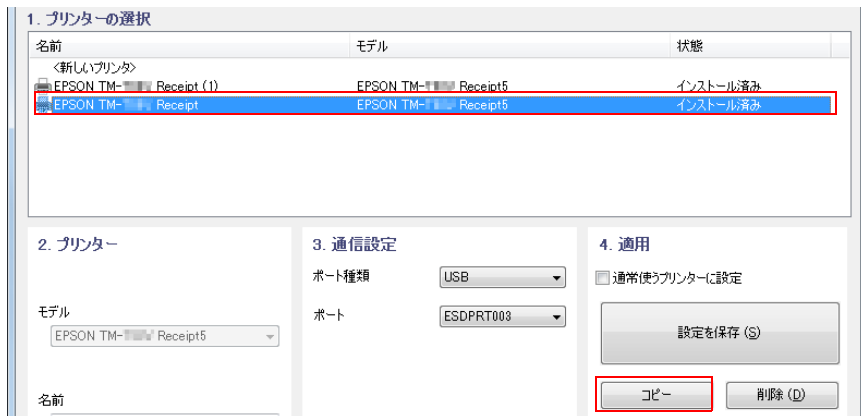 1. プリンターの選択
名前 モデル 状態
<新しいプリンタ>
EPSON TM- Receipt (1) EPSON TM- Receipt5 インストール済み
EPSON TM- Receipt EPSON TM- Receipt5 インストール済み
2. プリンター 3. 通信設定 4. 適用
ポート種類 USB 通常使うプリンターに設定
モデル ポート ESDPRT003
EPSON TM- Receipt5 設定を保存 (S)
名前 コピー 削除 (D)